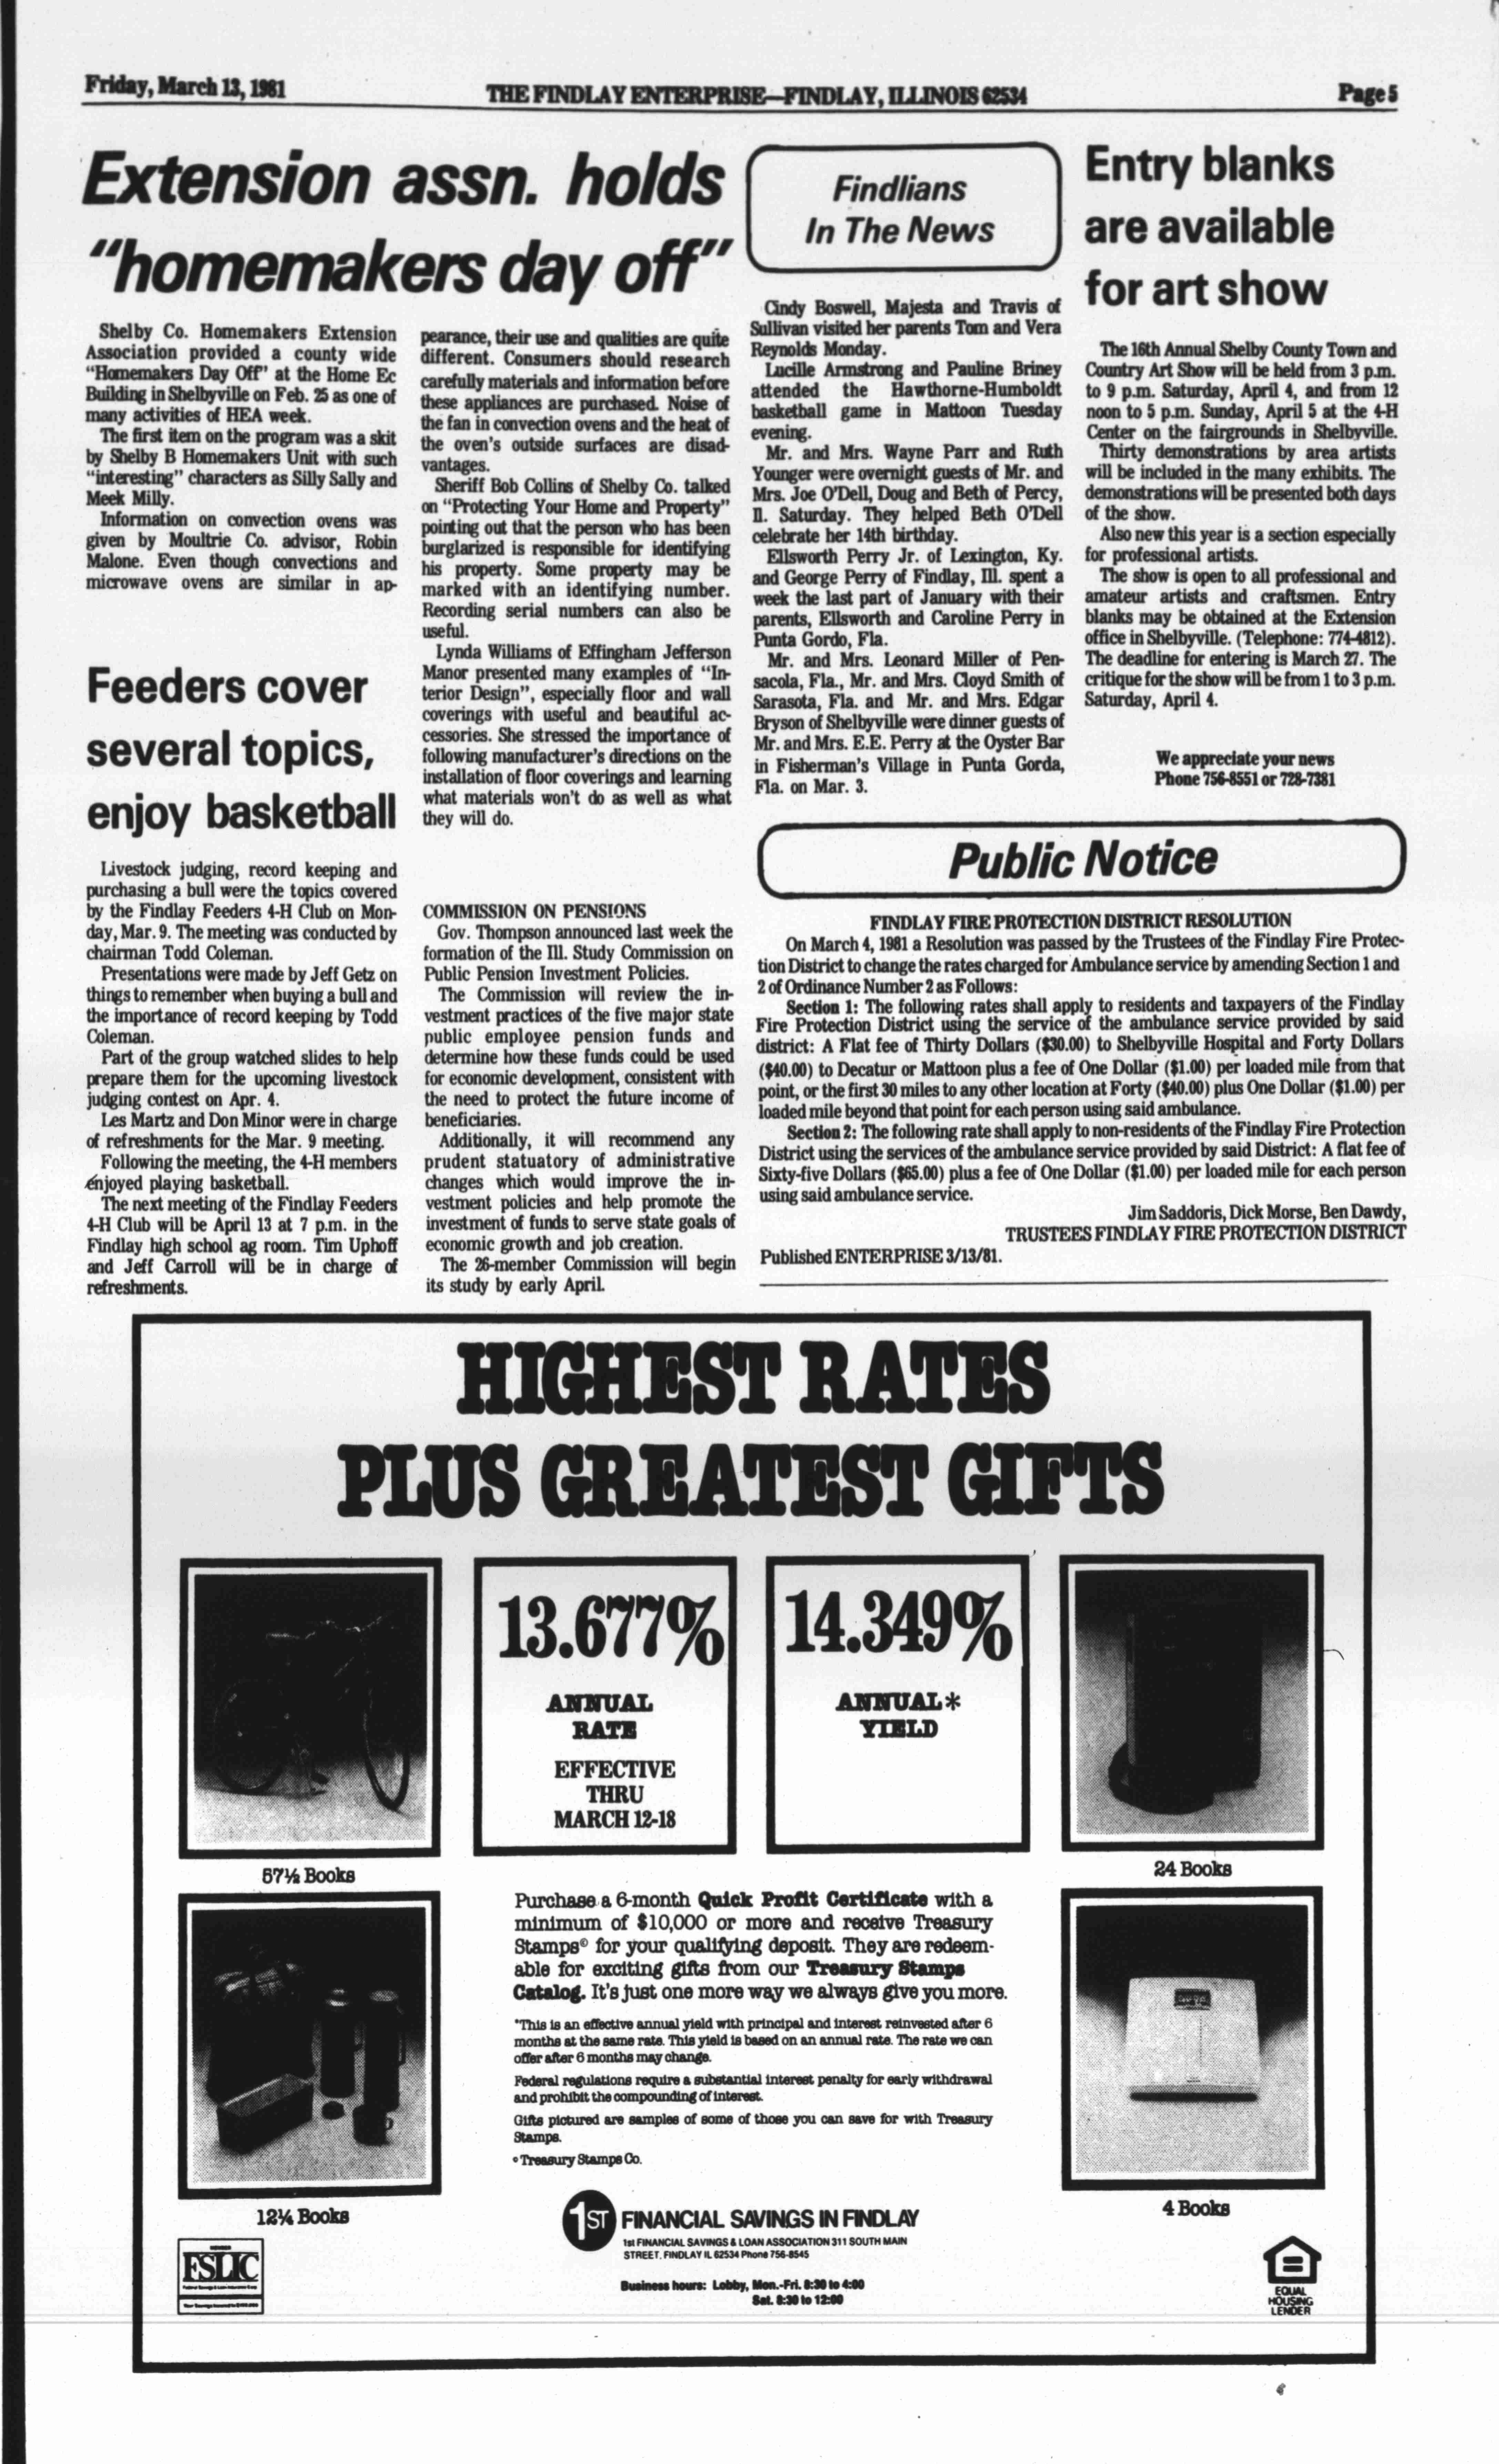 Friday, March 13, 1981
THE FINDLAY ENTERPRISE—FINDLAY, ILLINOIS 62534
Page 5
Extension assn. holds
"homemakers day off"
Shelby Co. Homemakers Extension
Association provided a county wide
"Homemakers Day Off" at the Home Ec
Building in Shelbyville on Feb. 25 as one of
many activities of HEA week.
The first item on the program was a skit
by Shelby B Homemakers Unit with such
"interesting" characters as Silly Sally and
Meek Milly.
Information on convection ovens was
given by Moultrie Co. advisor, Robin
Malone. Even though convections and
microwave ovens are similar in ap-
pearance, their use and qualities are quite
different. Consumers should research
carefully materials and information before
these appliances are purchased. Noise of
the fan in convection ovens and the heat of
the oven's outside surfaces are disad-
vantages.
Sheriff Bob Collins of Shelby Co. talked
on "Protecting Your Home and Property"
pointing out that the person who has been
burglarized is responsible for identifying
his property. Some property may be
marked with an identifying number.
Recording serial numbers can also be
useful.
Lynda Williams of Effingham Jefferson
Manor presented many examples of "In-
terior Design", especially floor and wall
coverings with useful and beautiful ac-
cessories. She stressed the importance of
following manufacturer's directions on the
installation of floor coverings and learning
what materials won't do as well as what
they will do.
Feeders cover
several topics,
enjoy basketball
Livestock judging, record keeping and
purchasing a bull were the topics covered
by the Findlay Feeders 4-H Club on Mon-
day, Mar. 9. The meeting was conducted by
chairman Todd Coleman.
Presentations were made by Jeff Getz on
things to remember when buying a bull and
the importance of record keeping by Todd
Coleman.
Part of the group watched slides to help
prepare them for the upcoming livestock
judging contest on Apr. 4.
Les Martz and Don Minor were in charge
of refreshments for the Mar. 9 meeting.
Following the meeting, the 4-H members
enjoyed playing basketball.
The next meeting of the Findlay Feeders
4-H Club will be April 13 at 7 p.m. in the
Findlay high school ag room. Tim Uphoff
and Jeff Carroll will be in charge of
refreshments.
COMMISSION ON PENSIONS
Gov. Thompson announced last week the
formation of the Ill. Study Commission on
Public Pension Investment Policies.
The Commission will review the in-
vestment practices of the five major state
public employee pension funds and
determine how these funds could be used
for economic development, consistent with
the need to protect the future income of
beneficiaries.
Additionally, it will recommend any
prudent statuatory of administrative
changes which would improve the in-
vestment policies and help promote the
investment of funds to serve state goals of
economic growth and job creation.
The 26-member Commission will begin
its study by early April.
Findlians
In The News
Cindy Boswell, Majesta and Travis of
Sullivan visited her parents Tom and Vera
Reynolds Monday.
Lucille Armstrong and Pauline Briney
attended the Hawthorne-Humboldt
basketball game in Mattoon Tuesday
evening.
Mr. and Mrs. Wayne Parr and Ruth
Younger were overnight guests of Mr. and
Mrs. Joe O'Dell, Doug and Beth of Percy,
Il. Saturday. They helped Beth O'Dell
celebrate her 14th birthday.
Ellsworth Perry Jr. of Lexington, Ky.
and George Perry of Findlay, Ill. spent a
week the last part of January with their
parents, Ellsworth and Caroline Perry in
Punta Gordo, Fla.
Mr. and Mrs. Leonard Miller of Pen-
sacola, Fla., Mr. and Mrs. Cloyd Smith of
Sarasota, Fla. and Mr. and Mrs. Edgar
Bryson of Shelbyville were dinner guests of
Mr. and Mrs. E.E. Perry at the Oyster Bar
in Fisherman's Village in Punta Gorda,
Fla. on Mar. 3.
Entry blanks
are available
for art show
The 16th Annual Shelby County Town and
Country Art Show will be held from 3 p.m.
to 9 p.m. Saturday, April 4, and from 12
noon to 5 p.m. Sunday, April 5 at the 4-H
Center on the fairgrounds in Shelbyville.
Thirty demonstrations by area artists
will be included in the many exhibits. The
demonstrations will be presented both days
of the show.
Also new this year is a section especially
for professional artists.
The show is open to all professional and
amateur artists and craftsmen. Entry
blanks may be obtained at the Extension
office in Shelbyville. (Telephone: 774-4812).
The deadline for entering is March 27. The
critique for the show will be from 1 to 3 p.m.
Saturday, April 4.
We appreciate your news
Phone 756-8551 or 728-7381
Public Notice
FINDLAY FIRE PROTECTION DISTRICT RESOLUTION
On March 4, 1981 a Resolution was passed by the Trustees of the Findlay Fire Protec-
tion District to change the rates charged for Ambulance service by amending Section 1 and
2 of Ordinance Number 2 as Follows:
Section 1: The following rates shall apply to residents and taxpayers of the Findlay
Fire Protection District using the service of the ambulance service provided by said
district: A Flat fee of Thirty Dollars ($30.00) to Shelbyville Hospital and Forty Dollars
($40.00) to Decatur or Mattoon plus a fee of One Dollar ($1.00) per loaded mile from that
point, or the first 30 miles to any other location at Forty ($40.00) plus One Dollar ($1.00) per
loaded mile beyond that point for each person using said ambulance.
Section 2: The following rate shall apply to non-residents of the Findlay Fire Protection
District using the services of the ambulance service provided by said District: A flat fee of
Sixty-five Dollars ($65.00) plus a fee of One Dollar ($1.00) per loaded mile for each person
using said ambulance service.
Jim Saddoris, Dick Morse, Ben Dawdy,
TRUSTEES FINDLAY FIRE PROTECTION DISTRICT
Published ENTERPRISE 3/13/81.
HIGHEST RATES
PLUS GREATEST GIFTS
13.677%
ANNUAL
RATE
EFFECTIVE
THRU
MARCH 12-18
14.349%
ANNUAL*
YIELD
57½ Books
24 Books
Purchase a 6-month Quick Profit Certificate with a
minimum of $10,000 or more and receive Treasury
Stamps© for your qualifying deposit. They are redeem-
able for exciting gifts from our Treasury Stamps
Catalog. It's just one more way we always give you more.
*This is an effective annual yield with principal and interest reinvested after 6
months at the same rate. This yield is based on an annual rate. The rate we can
offer after 6 months may change.
Federal regulations require a substantial interest penalty for early withdrawal
and prohibit the compounding of interest.
Gifts pictured are samples of some of those you can save for with Treasury
Stamps.
© Treasury Stamps Co.
12¼ Books
4 Books
1ST FINANCIAL SAVINGS IN FINDLAY
1st FINANCIAL SAVINGS & LOAN ASSOCIATION 311 SOUTH MAIN
STREET, FINDLAY IL 62534 Phone 756-8545
Business hours: Lobby, Mon.-Fri. 8:30 to 4:00
Sat. 8:30 to 12:00
FSLIC
EQUAL
HOUSING
LENDER